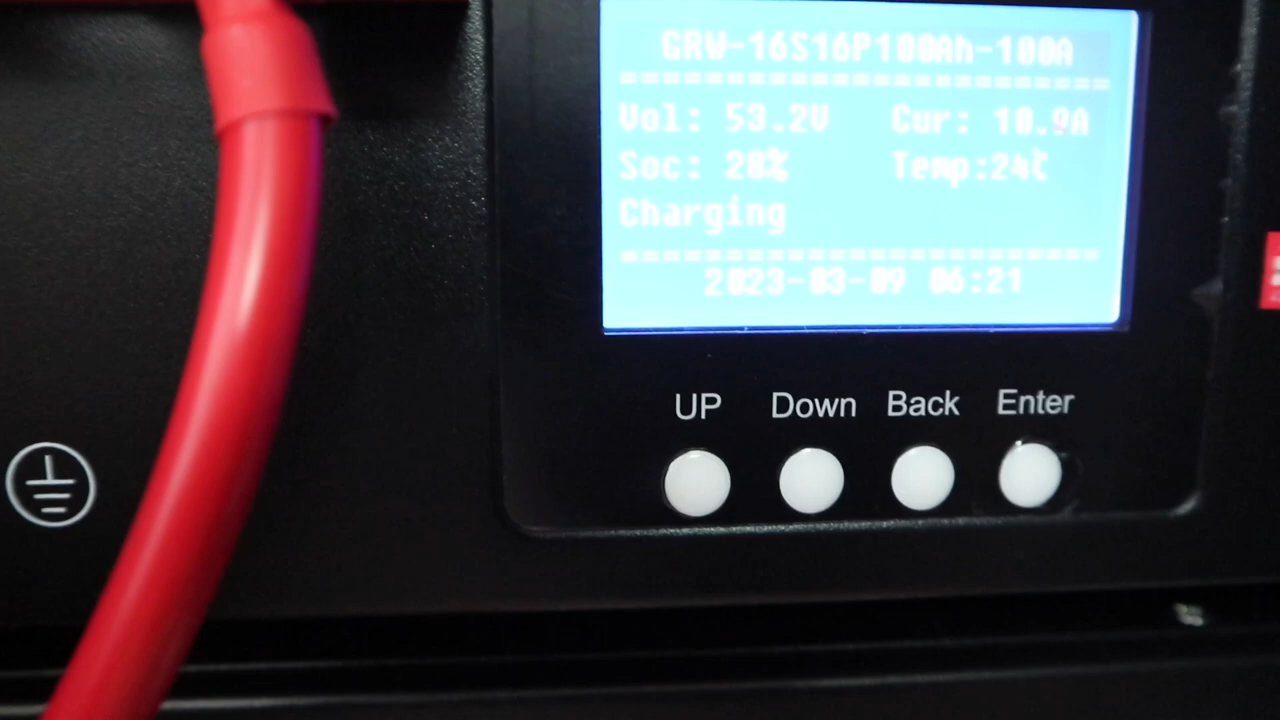 GRW-16S16P100Ah-100A
====================
Vol: 53.2V Cur: 10.9A
Soc: 28% Temp:24℃
Charging
====================
2023-03-09 06:21
UP Down Back Enter